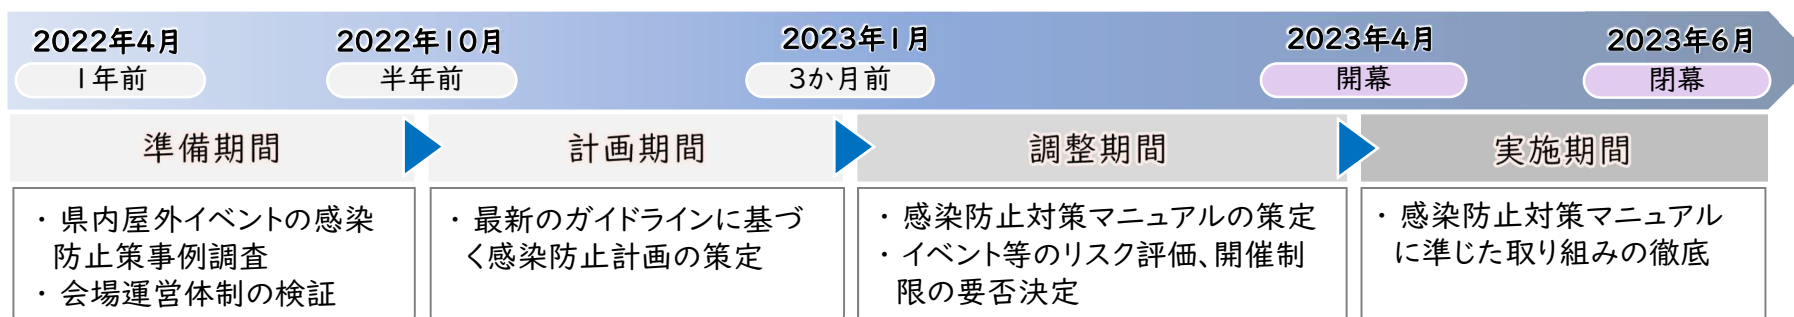 2022年4月
2022年10月
2023年1月
2023年4月
2023年6月
1年前
半年前
3か月前
開幕
閉幕
準備期間
計画期間
調整期間
実施期間
・県内屋外イベントの感染
防止策事例調査
・会場運営体制の検証
・最新のガイドラインに基づ
く感染防止計画の策定
・感染防止対策マニュアルの策定
・イベント等のリスク評価、開催制
限の要否決定
・感染防止対策マニュアル
に準じた取り組みの徹底